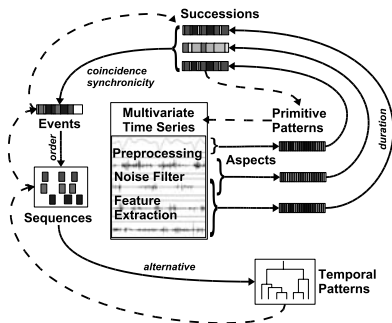 Successions
coincidence
synchronicity
Events
order
Sequences
Multivariate
Time Series
Preprocessing
Noise Filter
Feature
Extraction
Aspects
Primitive
Patterns
duration
alternative
Temporal
Patterns